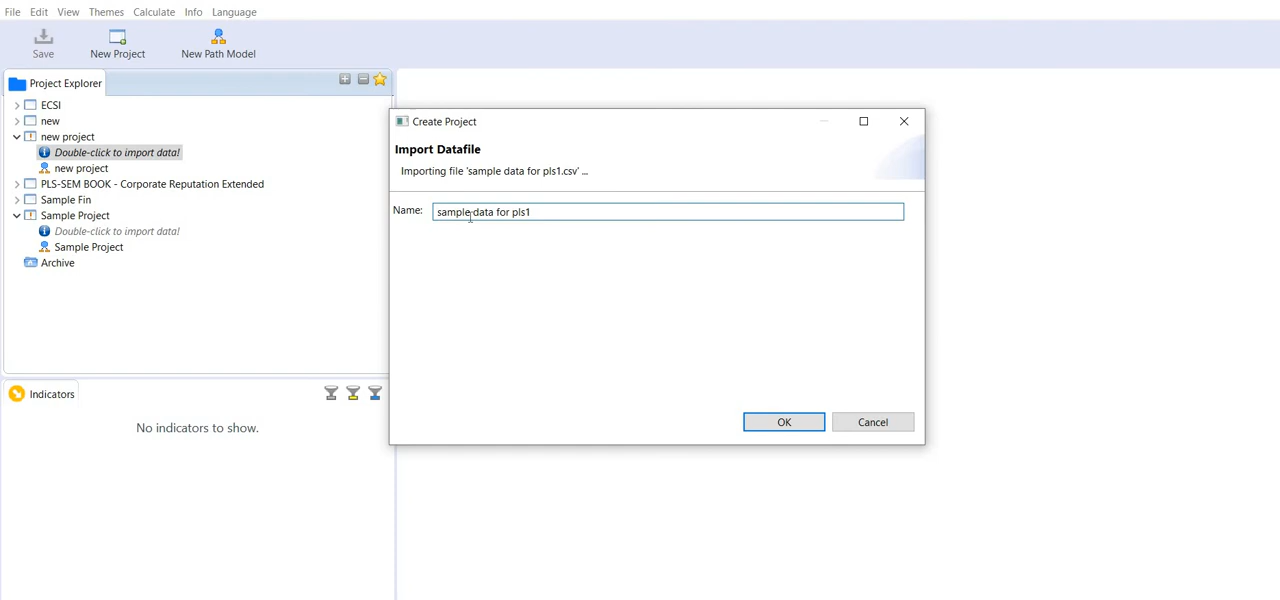 File Edit View Themes Calculate Info Language
Save New Project New Path Model
Project Explorer
ECSI
new
new project
Double-click to import data!
new project
PLS-SEM BOOK - Corporate Reputation Extended
Sample Fin
Sample Project
Double-click to import data!
Sample Project
Archive
Indicators
No indicators to show.
Create Project
Import Datafile
Importing file 'sample data for pls1.csv' ...
Name: sample data for pls1
OK Cancel